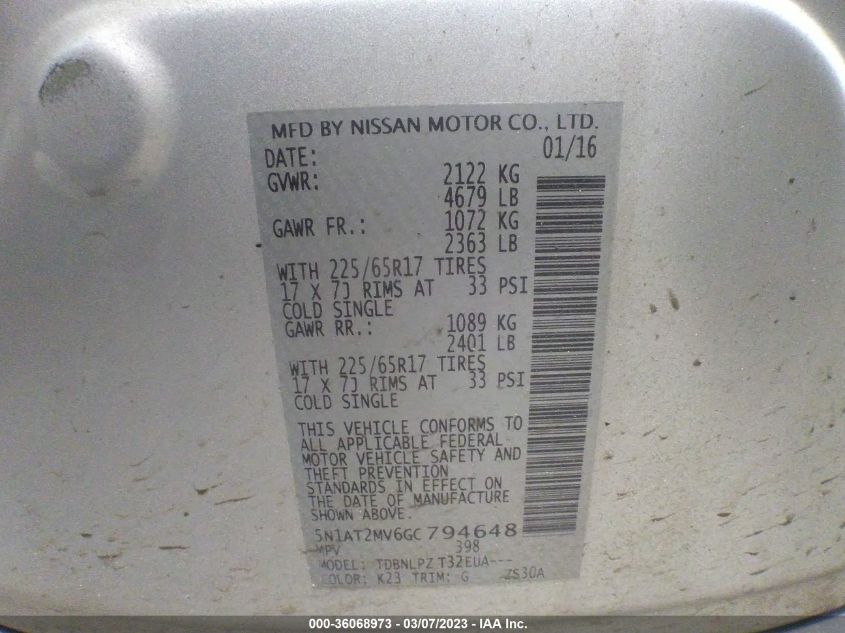 MFD BY NISSAN MOTOR CO., LTD.
DATE: 01/16
GVWR: 2122 KG
4679 LB
GAWR FR.: 1072 KG
2363 LB
WITH 225/65R17 TIRES
17 X 7J RIMS AT 33 PSI
COLD SINGLE
GAWR RR.: 1089 KG
2401 LB
WITH 225/65R17 TIRES
17 X 7J RIMS AT 33 PSI
COLD SINGLE
THIS VEHICLE CONFORMS TO
ALL APPLICABLE FEDERAL
MOTOR VEHICLE SAFETY AND
THEFT PREVENTION
STANDARDS IN EFFECT ON
THE DATE OF MANUFACTURE
SHOWN ABOVE.
5N1AT2MV6GC794648
MPV 398
MODEL: TDBNLPZ T32EUA---
COLOR: K23 TRIM: G ZS30A
000-36068973 - 03/07/2023 - IAA Inc.